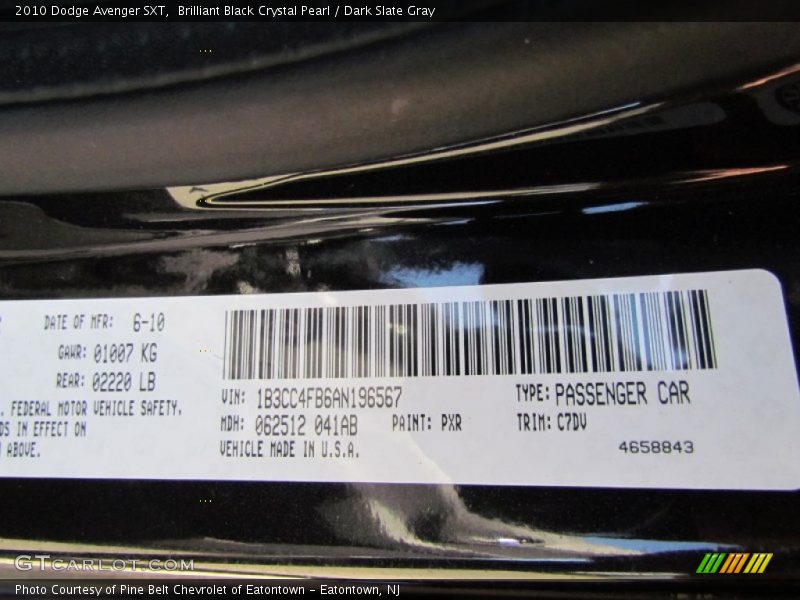 2010 Dodge Avenger SXT,  Brilliant Black Crystal Pearl / Dark Slate Gray
DATE OF MFR: 6-10
GAWR: 01007 KG
REAR: 02220 LB
. FEDERAL MOTOR VEHICLE SAFETY.
DS IN EFFECT ON
ABOVE.
VIN: 1B3CC4FB6AN196567
TYPE: PASSENGER CAR
MDH: 062512 041AB PAINT: PXR
TRIM: C7DV
VEHICLE MADE IN U.S.A.
4658843
GTCARLOT.COM
Photo Courtesy of Pine Belt Chevrolet of Eatontown - Eatontown, NJ